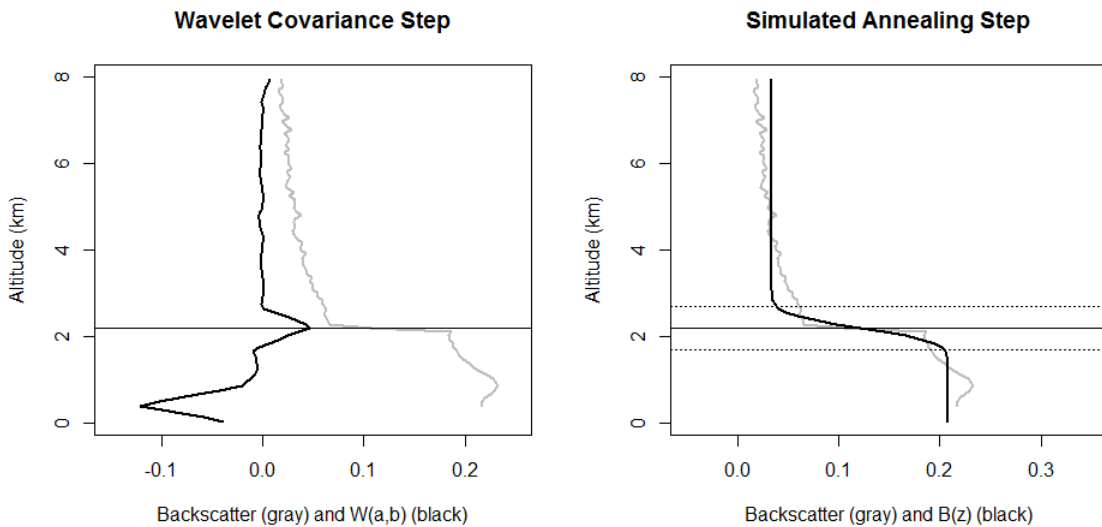 Wavelet Covariance Step
Altitude (km)
8
6
4
2
0
-0.1 0.0 0.1 0.2
Backscatter (gray) and W(a,b) (black)
Simulated Annealing Step
Altitude (km)
8
6
4
2
0
0.0 0.1 0.2 0.3
Backscatter (gray) and B(z) (black)